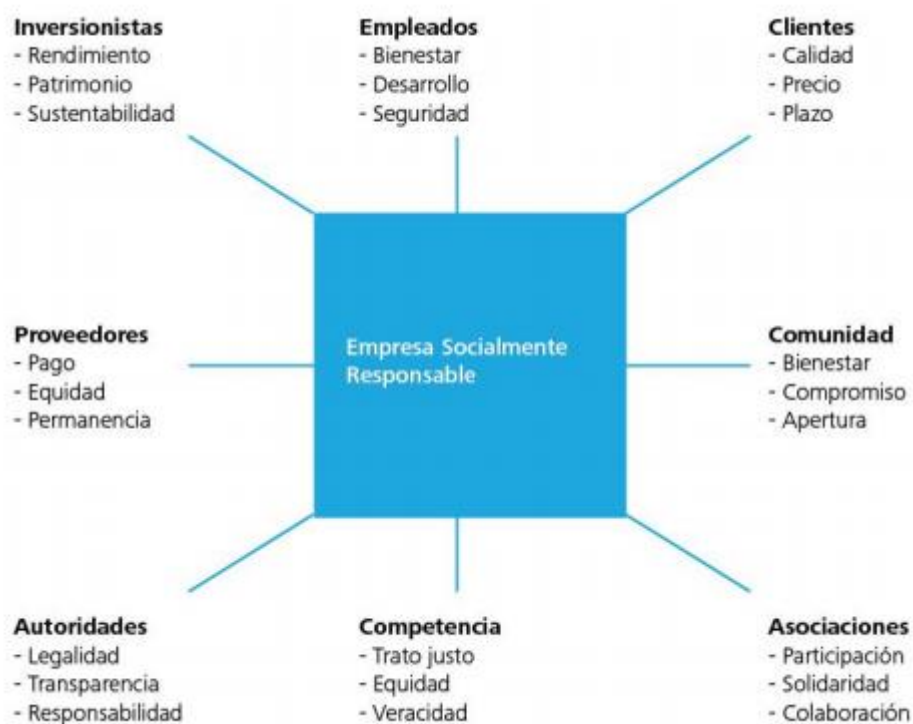 Inversionistas
- Rendimiento
- Patrimonio
- Sustentabilidad
Empleados
- Bienestar
- Desarrollo
- Seguridad
Clientes
- Calidad
- Precio
- Plazo
Proveedores
- Pago
- Equidad
- Permanencia
Empresa Socialmente
Responsable
Comunidad
- Bienestar
- Compromiso
- Apertura
Autoridades
- Legalidad
- Transparencia
- Responsabilidad
Competencia
- Trato justo
- Equidad
- Veracidad
Asociaciones
- Participación
- Solidaridad
- Colaboración